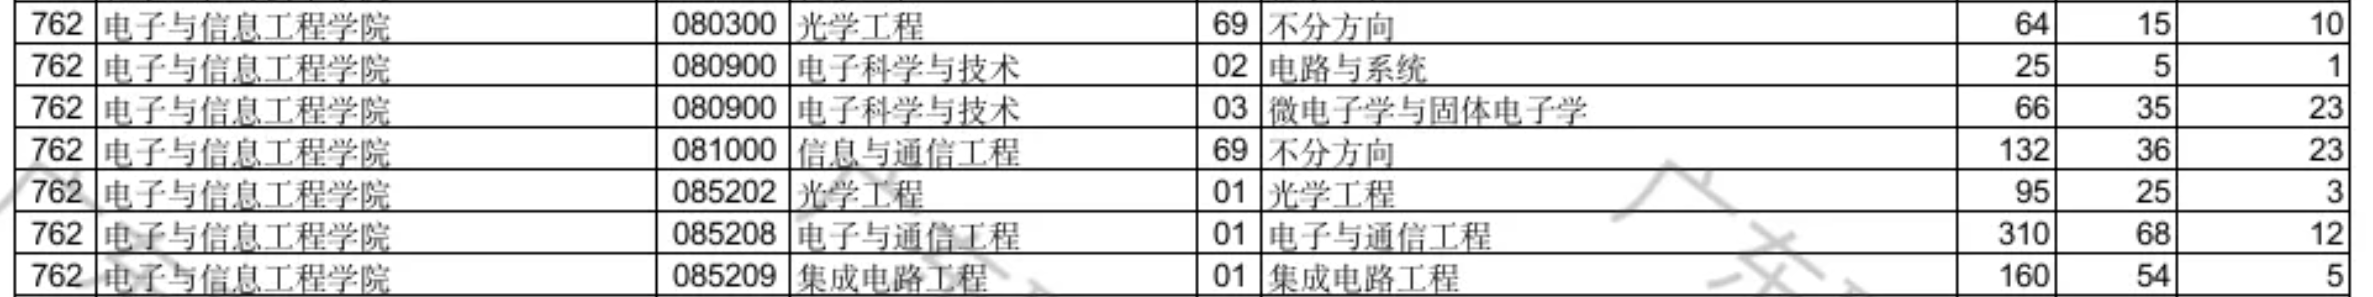 762 电子与信息工程学院 080300 光学工程 69 不分方向 64 15 10
762 电子与信息工程学院 080900 电子科学与技术 02 电路与系统 25 5 1
762 电子与信息工程学院 080900 电子科学与技术 03 微电子学与固体电子学 66 35 23
762 电子与信息工程学院 081000 信息与通信工程 69 不分方向 132 36 23
762 电子与信息工程学院 085202 光学工程 01 光学工程 95 25 3
762 电子与信息工程学院 085208 电子与通信工程 01 电子与通信工程 310 68 12
762 电子与信息工程学院 085209 集成电路工程 01 集成电路工程 160 54 5
广东
广东
广东